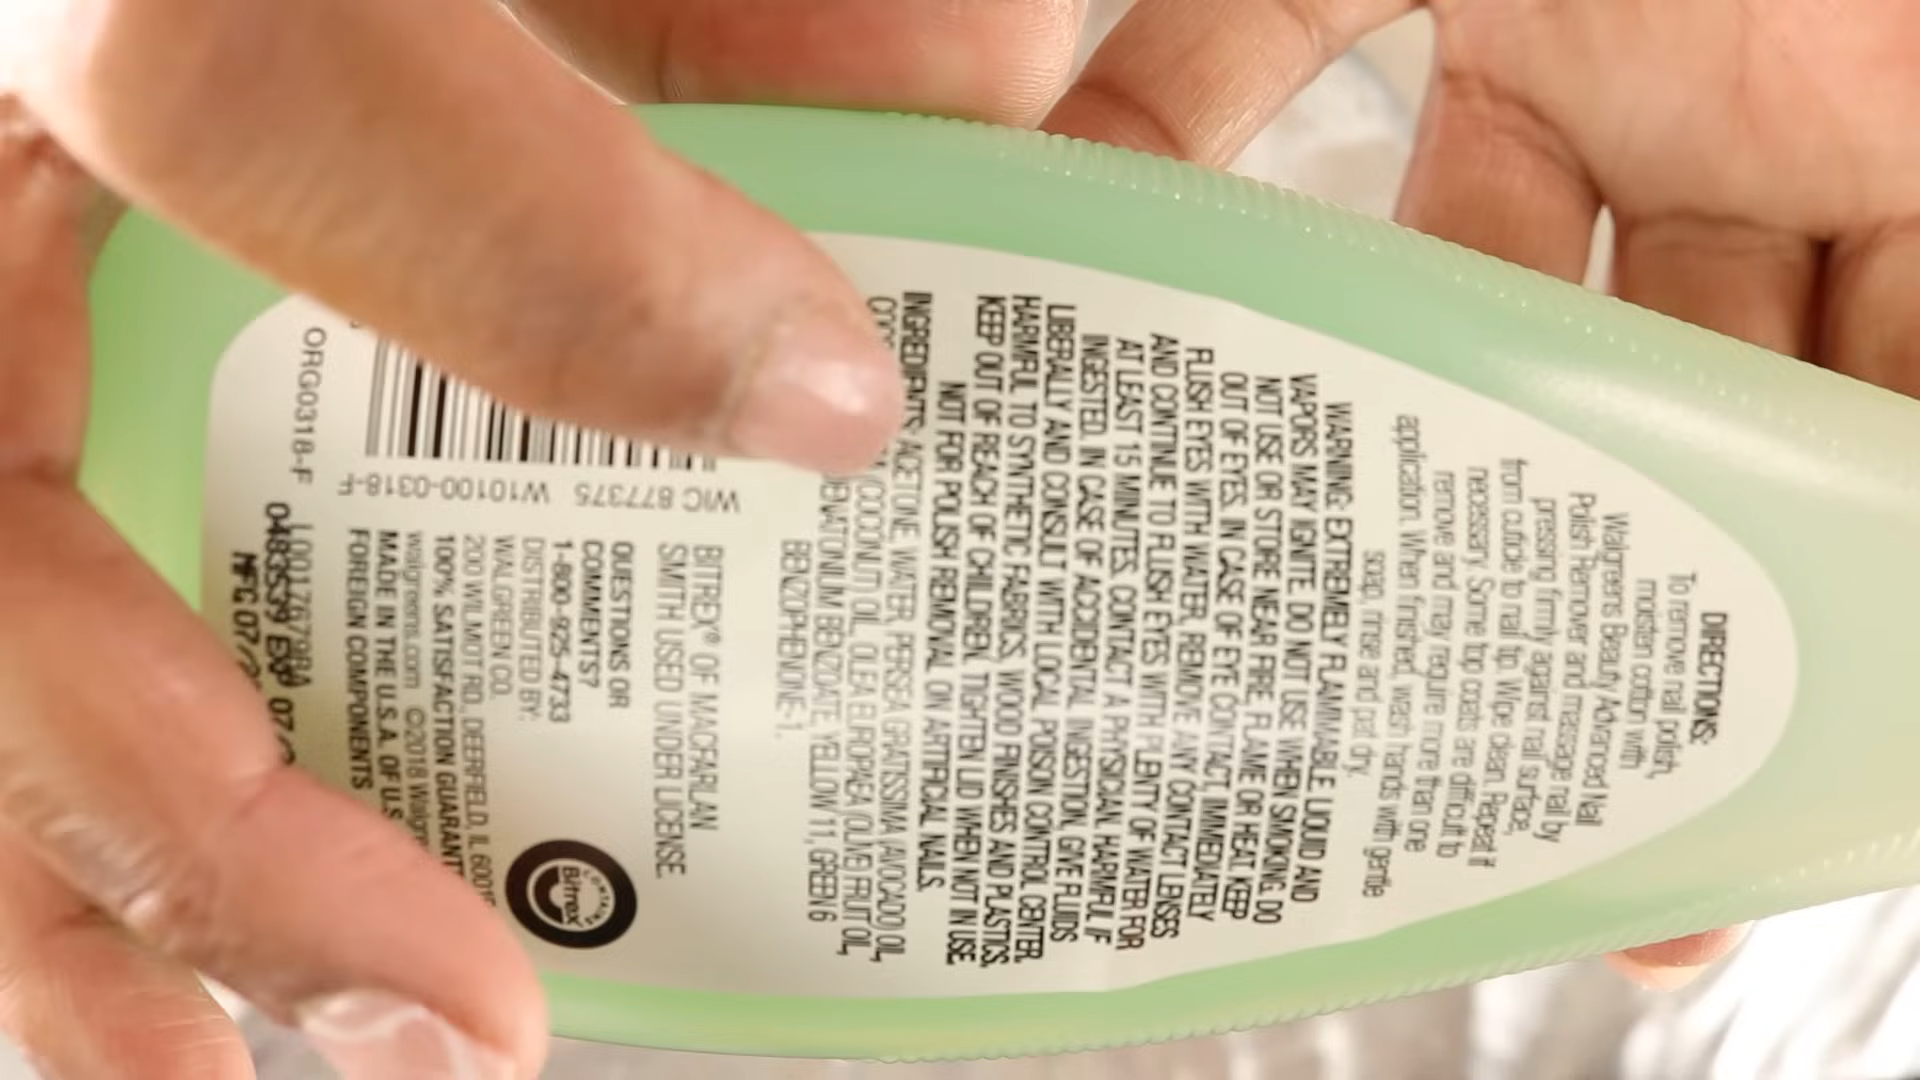 DIRECTIONS:
To remove nail polish,
moisten cotton with
Walgreens Beauty Advanced Nail
Polish Remover and massage nail by
pressing firmly against nail surface,
from cuticle to nail tip. Wipe clean. Repeat if
necessary. Some top coats are difficult to
remove and may require more than one
application. When finished, wash hands with gentle
soap, rinse and pat dry.
WARNING: EXTREMELY FLAMMABLE LIQUID AND
VAPORS MAY IGNITE. DO NOT USE WHEN SMOKING. DO
NOT USE OR STORE NEAR FIRE, FLAME OR HEAT. KEEP
OUT OF EYES. IN CASE OF EYE CONTACT, IMMEDIATELY
FLUSH EYES WITH WATER, REMOVE ANY CONTACT LENSES
AND CONTINUE TO FLUSH EYES WITH PLENTY OF WATER FOR
AT LEAST 15 MINUTES. CONTACT A PHYSICIAN. HARMFUL IF
INGESTED. IN CASE OF ACCIDENTAL INGESTION, GIVE FLUIDS
LIBERALLY AND CONSULT WITH LOCAL POISON CONTROL CENTER.
HARMFUL TO SYNTHETIC FABRICS, WOOD FINISHES AND PLASTICS.
KEEP OUT OF REACH OF CHILDREN. TIGHTEN LID WHEN NOT IN USE.
NOT FOR POLISH REMOVAL ON ARTIFICIAL NAILS.
INGREDIENTS: ACETONE, WATER, PERSEA GRATISSIMA (AVOCADO) OIL,
(COCONUT) OIL, OLEA EUROPAEA (OLIVE) FRUIT OIL,
DENATONIUM BENZOATE, YELLOW 11, GREEN 6
BENZOPHENONE-1.
BITREX® OF MACFARLAN
SMITH USED UNDER LICENSE.
CONTAINS
Bitrex
QUESTIONS OR
COMMENTS?
1-800-925-4733
DISTRIBUTED BY:
WALGREEN CO.
200 WILMOT RD., DEERFIELD, IL
100% SATISFACTION
walgreens.com ©2018
MADE IN THE U.S.A. OF U.S.
FOREIGN COMPONENTS
WIC 877375 W10100-0318-F
ORG0318-F
EXP 07/
MFG 07/